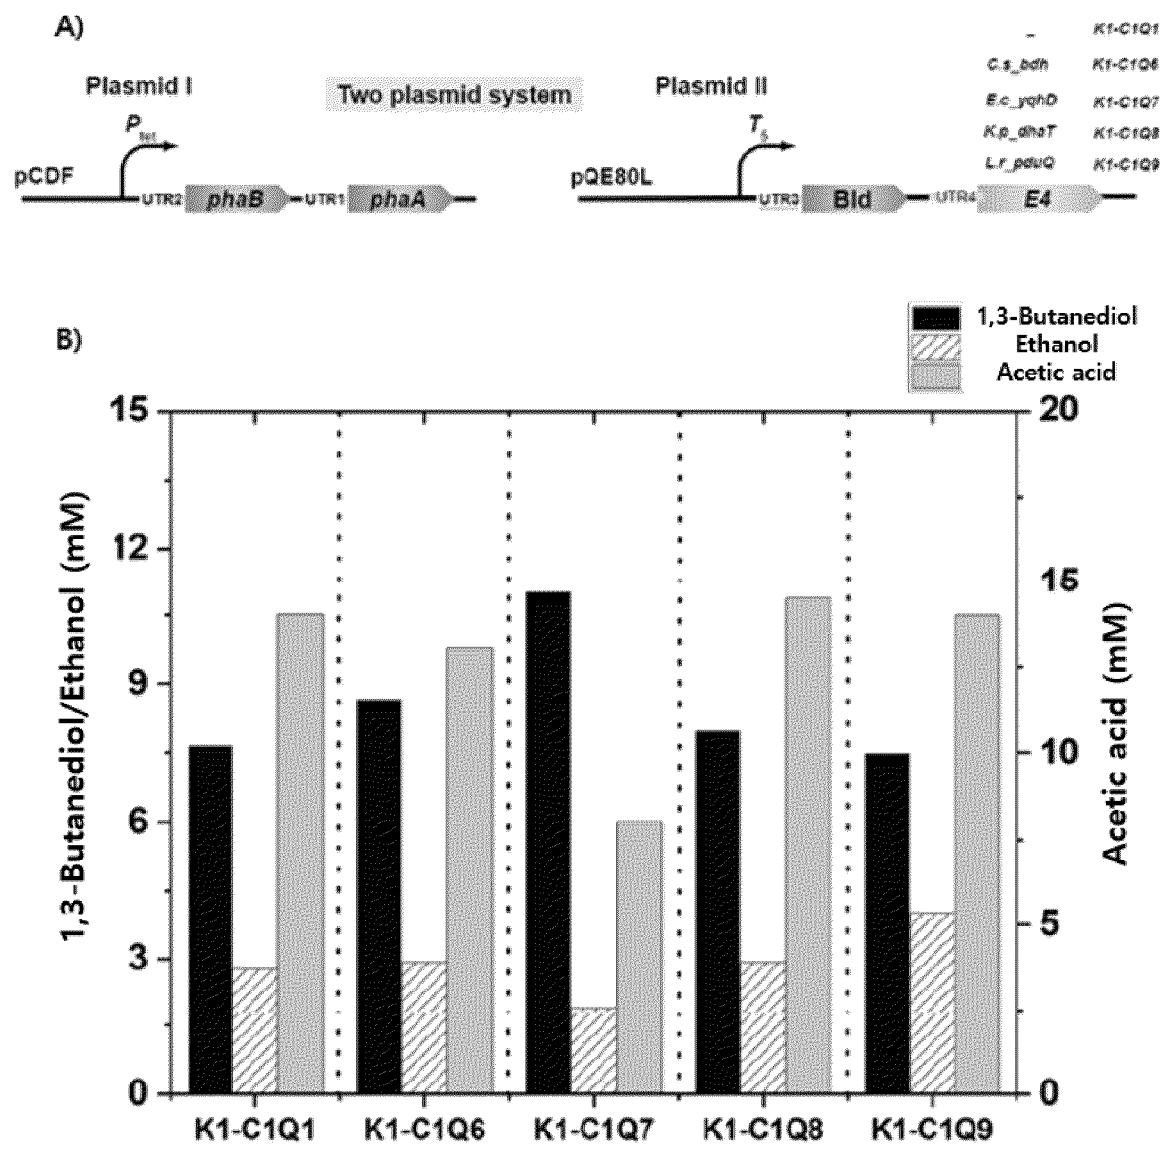 A)
Plasmid I
Two plasmid system
Plasmid II
– K1-C1Q1
C.s_bdh K1-C1Q6
E.c_yqhD K1-C1Q7
K.p_dhaT K1-C1Q8
L.r_pduQ K1-C1Q9
Ptet
T5
pCDF
UTR2 phaB UTR1 phaA
pQE80L
UTR3 Bld UTR4 E4
B)
1,3-Butanediol
Ethanol
Acetic acid
1,3-Butanediol/Ethanol (mM)
15
12
9
6
3
0
20
15
10
5
0
Acetic acid (mM)
K1-C1Q1 K1-C1Q6 K1-C1Q7 K1-C1Q8 K1-C1Q9